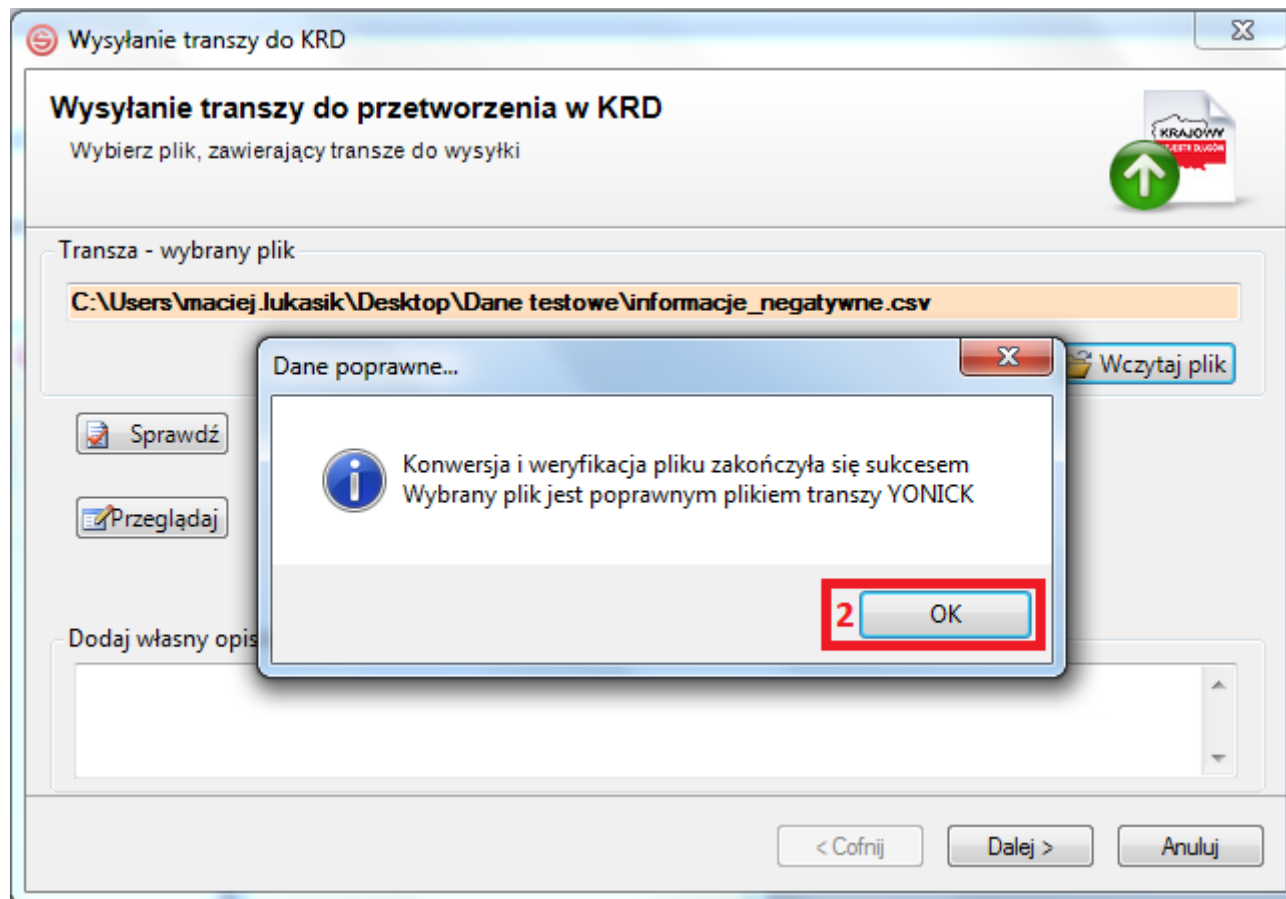 Wysyłanie transzy do KRD
Wysyłanie transzy do przetworzenia w KRD
Wybierz plik, zawierający transze do wysyłki
KRAJOWY
DŁUGÓW
Transza - wybrany plik
C:\Users\maciej.lukasik\Desktop\Dane testowe\informacje_negatywne.csv
Wczytaj plik
Dane poprawne...
Sprawdź
Konwersja i weryfikacja pliku zakończyła się sukcesem
Wybrany plik jest poprawnym plikiem transzy YONICK
Przeglądaj
2 OK
Dodaj własny opis
< Cofnij Dalej > Anuluj